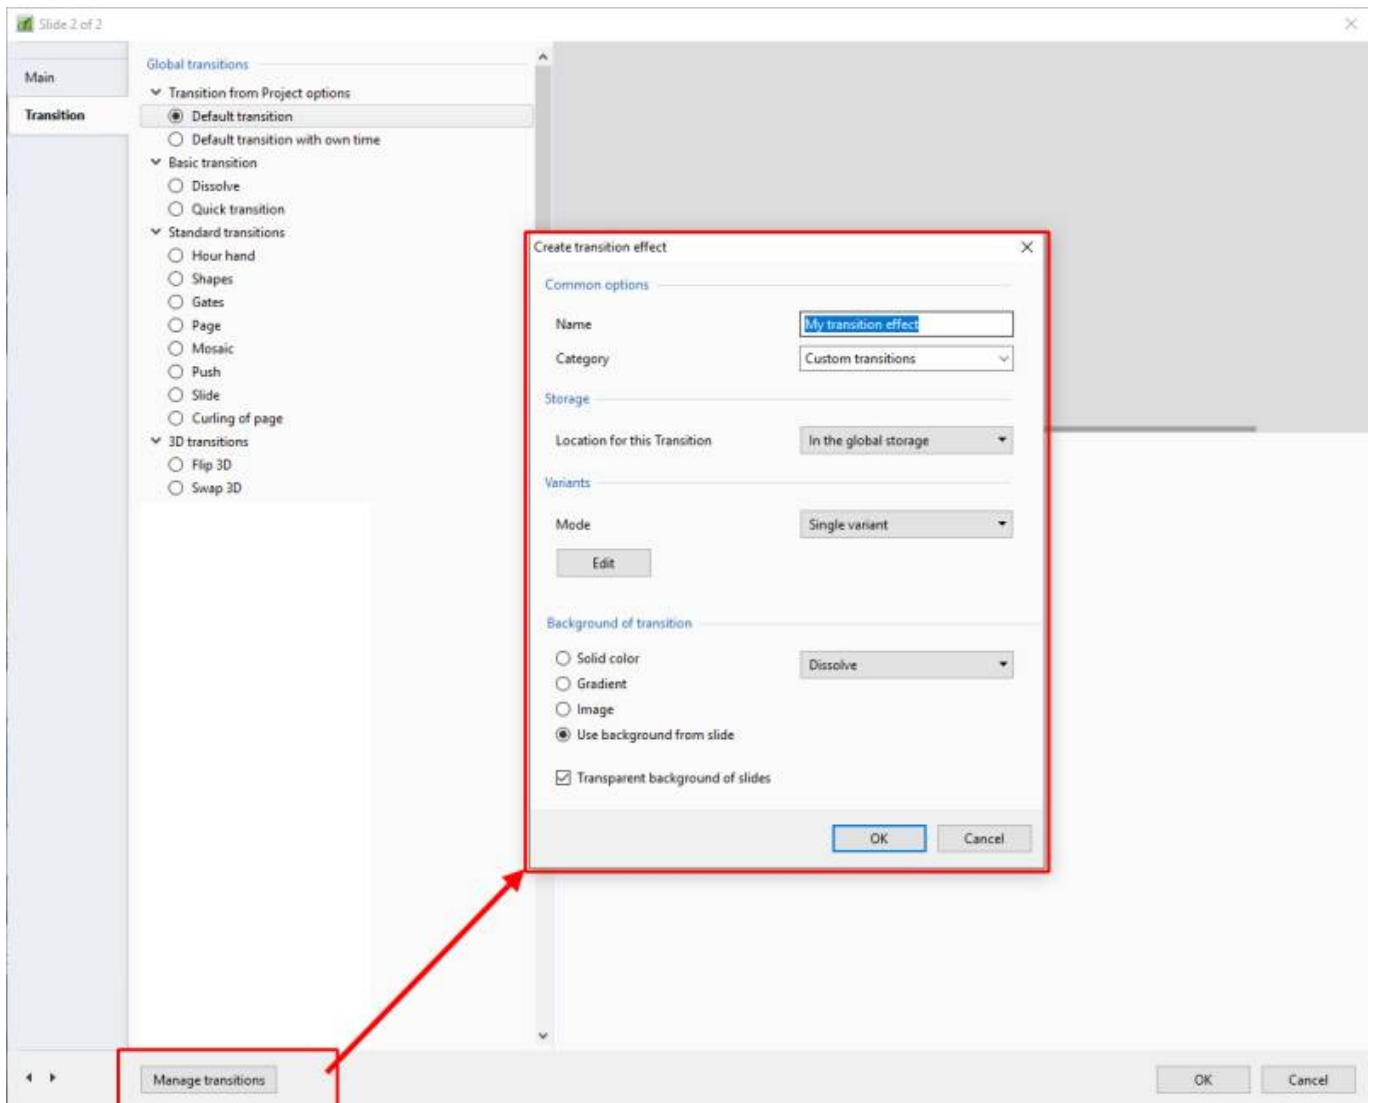 Slide 2 of 2
Main
Transition
Global transitions
Transition from Project options
Default transition
Default transition with own time
Basic transition
Dissolve
Quick transition
Standard transitions
Hour hand
Shapes
Gates
Page
Mosaic
Push
Slide
Curling of page
3D transitions
Flip 3D
Swap 3D
Create transition effect
Common options
Name My transition effect
Category Custom transitions
Storage
Location for this Transition In the global storage
Variants
Mode Single variant
Edit
Background of transition
Solid color Dissolve
Gradient
Image
Use background from slide
Transparent background of slides
OK Cancel
Manage transitions OK Cancel